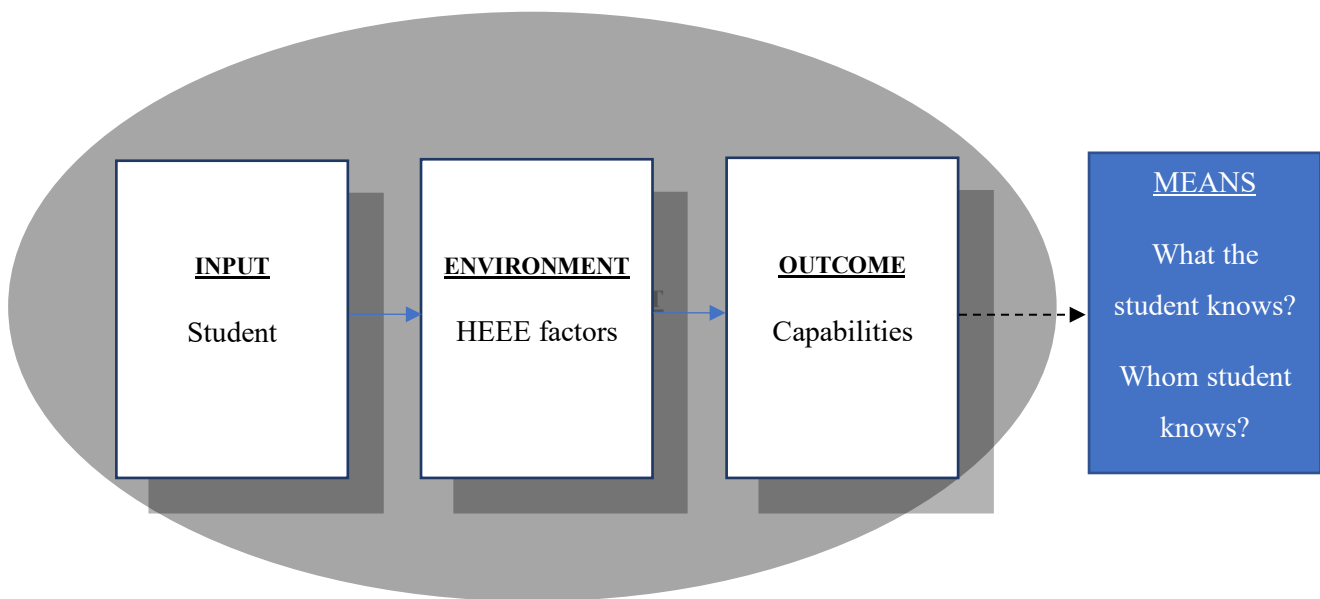 INPUT
Student
ENVIRONMENT
HEEE factors
OUTCOME
Capabilities
MEANS
What the
student knows?
Whom student
knows?